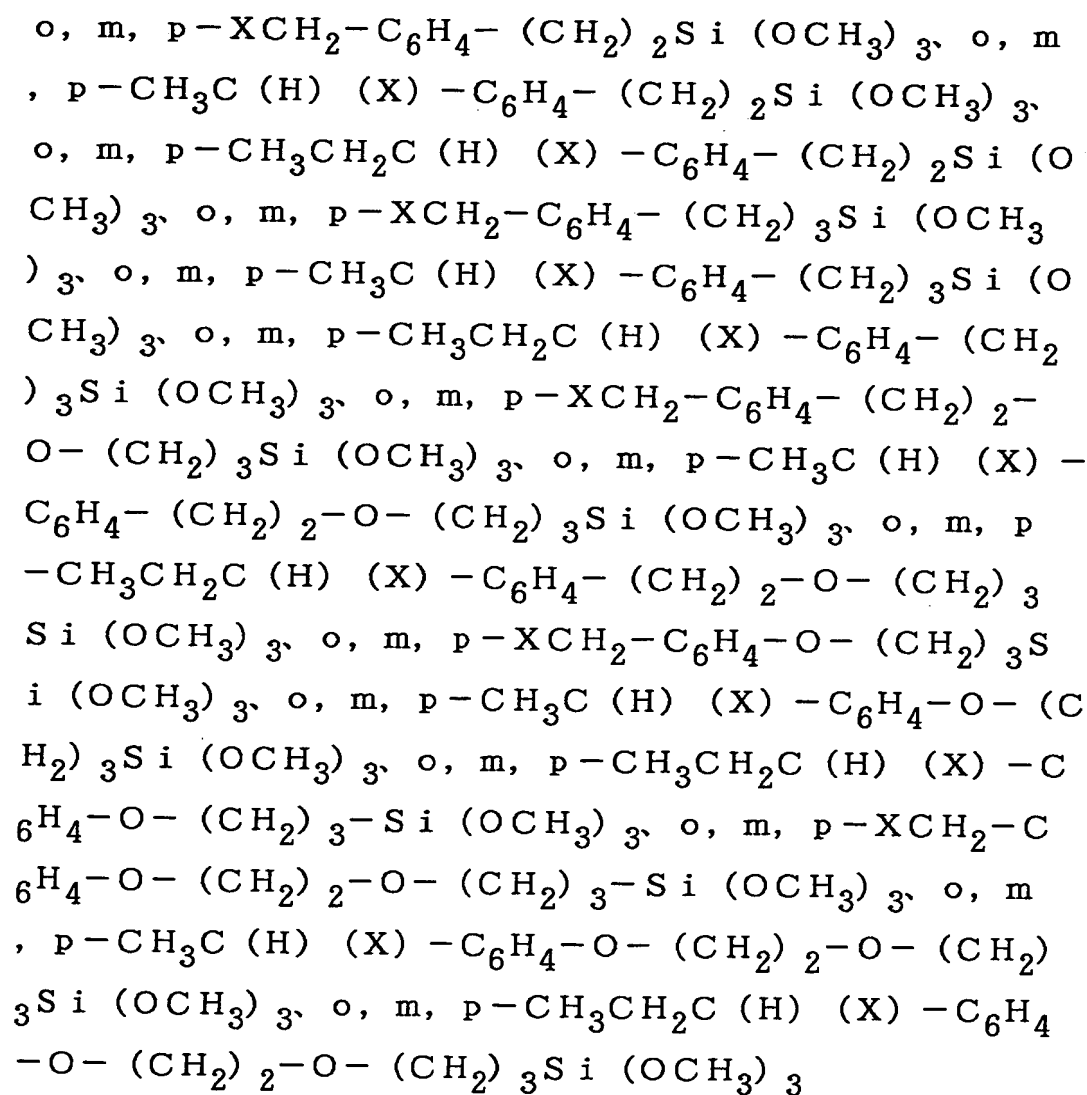 o, m, p−XCH₂−C₆H₄−(CH₂)₂Si(OCH₃)₃、o, m
, p−CH₃C(H)(X)−C₆H₄−(CH₂)₂Si(OCH₃)₃、
o, m, p−CH₃CH₂C(H)(X)−C₆H₄−(CH₂)₂Si(O
CH₃)₃、o, m, p−XCH₂−C₆H₄−(CH₂)₃Si(OCH₃
)₃、o, m, p−CH₃C(H)(X)−C₆H₄−(CH₂)₃Si(O
CH₃)₃、o, m, p−CH₃CH₂C(H)(X)−C₆H₄−(CH₂
)₃Si(OCH₃)₃、o, m, p−XCH₂−C₆H₄−(CH₂)₂−
O−(CH₂)₃Si(OCH₃)₃、o, m, p−CH₃C(H)(X)−
C₆H₄−(CH₂)₂−O−(CH₂)₃Si(OCH₃)₃、o, m, p
−CH₃CH₂C(H)(X)−C₆H₄−(CH₂)₂−O−(CH₂)₃
Si(OCH₃)₃、o, m, p−XCH₂−C₆H₄−O−(CH₂)₃S
i(OCH₃)₃、o, m, p−CH₃C(H)(X)−C₆H₄−O−(C
H₂)₃Si(OCH₃)₃、o, m, p−CH₃CH₂C(H)(X)−C
₆H₄−O−(CH₂)₃−Si(OCH₃)₃、o, m, p−XCH₂−C
₆H₄−O−(CH₂)₂−O−(CH₂)₃−Si(OCH₃)₃、o, m
, p−CH₃C(H)(X)−C₆H₄−O−(CH₂)₂−O−(CH₂)
₃Si(OCH₃)₃、o, m, p−CH₃CH₂C(H)(X)−C₆H₄
−O−(CH₂)₂−O−(CH₂)₃Si(OCH₃)₃